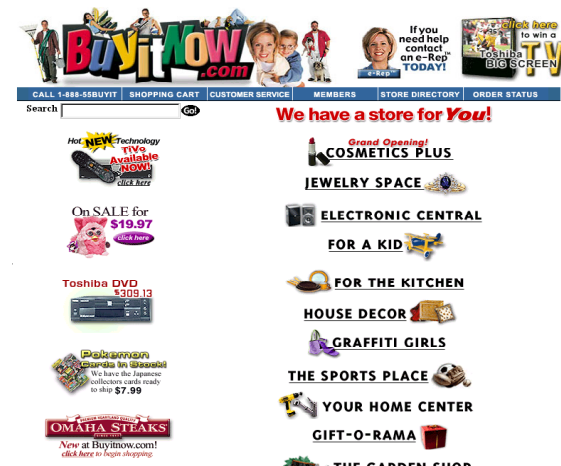 BuyitNow
.com
If you
need help
contact
an e-Rep™
TODAY!
e-Rep™
click here
to win a
Toshiba
BIG SCREEN
TV
CALL 1-888-55BUYIT
SHOPPING CART
CUSTOMER SERVICE
MEMBERS
STORE DIRECTORY
ORDER STATUS
Search
Go!
We have a store for You!
Hot NEW Technology
TiVo
Available
NOW!
click here
On SALE for
$19.97
click here
Toshiba DVD
$309.13
Pokemon
Cards in Stock!
We have the Japanese
collectors cards ready
to ship $7.99
OMAHA STEAKS
New at Buyitnow.com!
click here to begin shopping.
Grand Opening!
COSMETICS PLUS
JEWELRY SPACE
ELECTRONIC CENTRAL
FOR A KID
FOR THE KITCHEN
HOUSE DECOR
GRAFFITI GIRLS
THE SPORTS PLACE
YOUR HOME CENTER
GIFT-O-RAMA
THE GARDEN SHOP